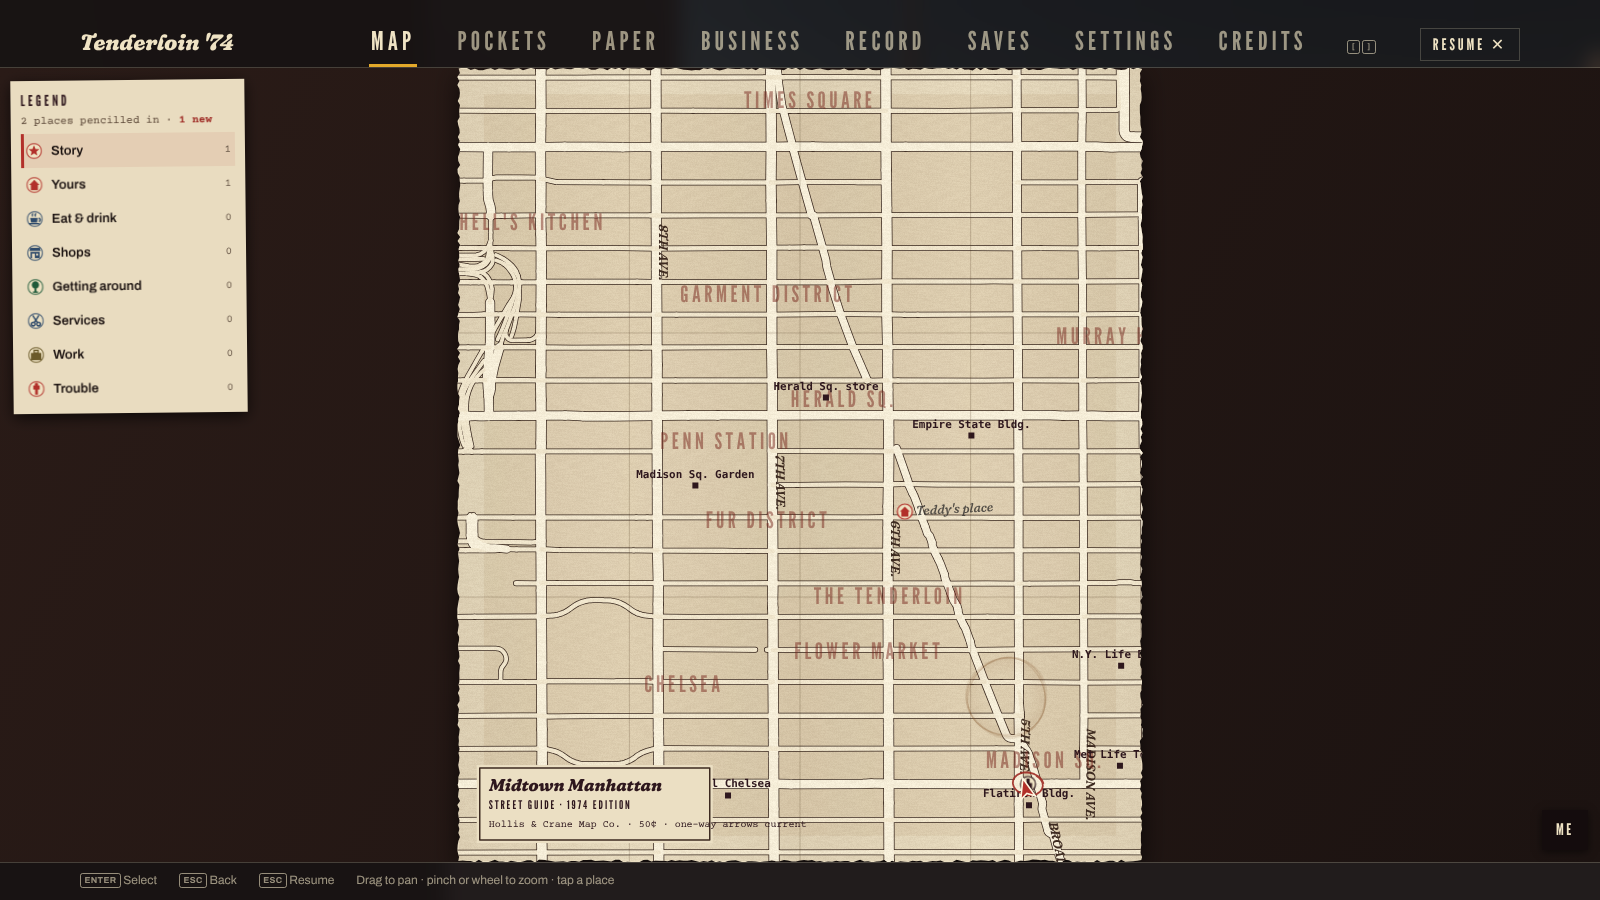 Tenderloin '74
MAP
POCKETS
PAPER
BUSINESS
RECORD
SAVES
SETTINGS
CREDITS
[ ]
RESUME ✕
LEGEND
2 places pencilled in · 1 new
Story 1
Yours 1
Eat & drink 0
Shops 0
Getting around 0
Services 0
Work 0
Trouble 0
TIMES SQUARE
HELL'S KITCHEN
8TH AVE.
GARMENT DISTRICT
MURRAY
Herald Sq. store
HERALD SQ.
Empire State Bldg.
PENN STATION
7TH AVE.
Madison Sq. Garden
Teddy's place
FUR DISTRICT
6TH AVE.
THE TENDERLOIN
FLOWER MARKET
N.Y. Life
CHELSEA
5TH AVE.
MADISON AVE.
MADISON SQ.
Met Life
l Chelsea
Flatiron Bldg.
BROAD
Midtown Manhattan
STREET GUIDE · 1974 EDITION
Hollis & Crane Map Co. · 50¢ · one-way arrows current
ME
ENTER Select
ESC Back
ESC Resume
Drag to pan · pinch or wheel to zoom · tap a place